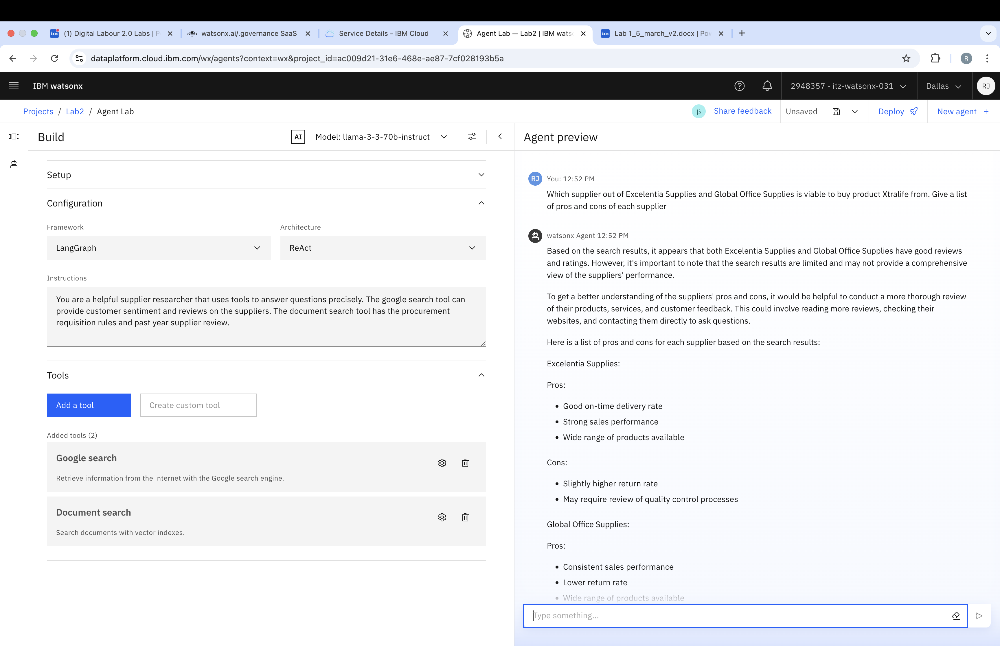 (1) Digital Labour 2.0 Labs | P
watsonx.ai/.governance SaaS
Service Details - IBM Cloud
Agent Lab — Lab2 | IBM wats
box Lab 1_5_march_v2.docx | Pow
dataplatform.cloud.ibm.com/wx/agents?context=wx&project_id=ac009d21-31e6-468e-ae87-7cf028193b5a
R
IBM watsonx
2948357 - itz-watsonx-031
Dallas
RJ
Projects / Lab2 / Agent Lab
β Share feedback
Unsaved
Deploy
New agent +
Build
AI Model: llama-3-3-70b-instruct
Setup
Configuration
Framework
Architecture
LangGraph
ReAct
Instructions
You are a helpful supplier researcher that uses tools to answer questions precisely. The google search tool can
provide customer sentiment and reviews on the suppliers. The document search tool has the procurement
requisition rules and past year supplier review.
Tools
Add a tool
Create custom tool
Added tools (2)
Google search
Retrieve information from the internet with the Google search engine.
Document search
Search documents with vector indexes.
Agent preview
RJ You: 12:52 PM
Which supplier out of Excelentia Supplies and Global Office Supplies is viable to buy product Xtralife from. Give a list
of pros and cons of each supplier
watsonx Agent 12:52 PM
Based on the search results, it appears that both Excelentia Supplies and Global Office Supplies have good reviews
and ratings. However, it's important to note that the search results are limited and may not provide a comprehensive
view of the suppliers' performance.
To get a better understanding of the suppliers' pros and cons, it would be helpful to conduct a more thorough review
of their products, services, and customer feedback. This could involve reading more reviews, checking their
websites, and contacting them directly to ask questions.
Here is a list of pros and cons for each supplier based on the search results:
Excelentia Supplies:
Pros:
• Good on-time delivery rate
• Strong sales performance
• Wide range of products available
Cons:
• Slightly higher return rate
• May require review of quality control processes
Global Office Supplies:
Pros:
• Consistent sales performance
• Lower return rate
• Wide range of products available
Type something...